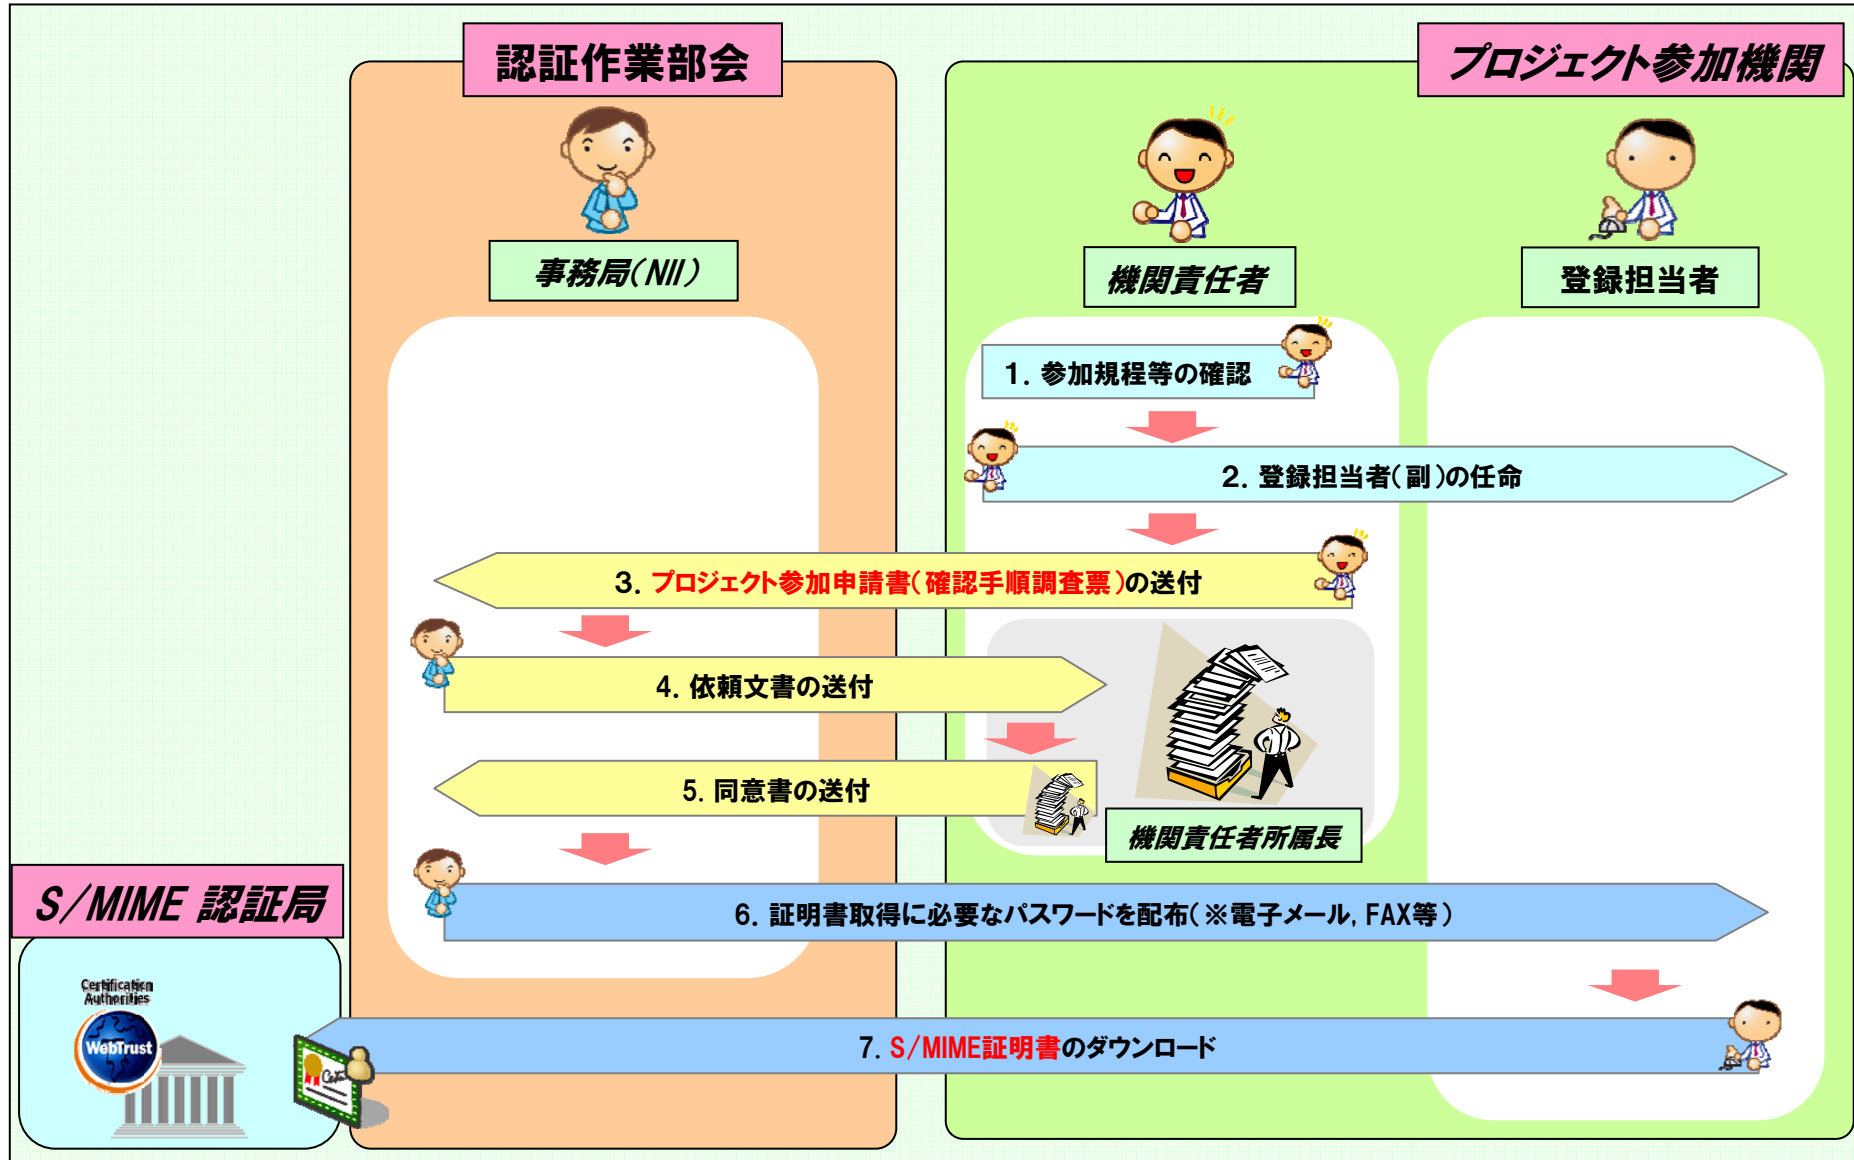 認証作業部会
プロジェクト参加機関
事務局(NII)
機関責任者
登録担当者
1. 参加規程等の確認
2. 登録担当者(副)の任命
3. プロジェクト参加申請書(確認手順調査票)の送付
4. 依頼文書の送付
5. 同意書の送付
機関責任者所属長
6. 証明書取得に必要なパスワードを配布(※電子メール, FAX等)
S/MIME 認証局
Certification
Authorities
WebTrust
7. S/MIME証明書のダウンロード